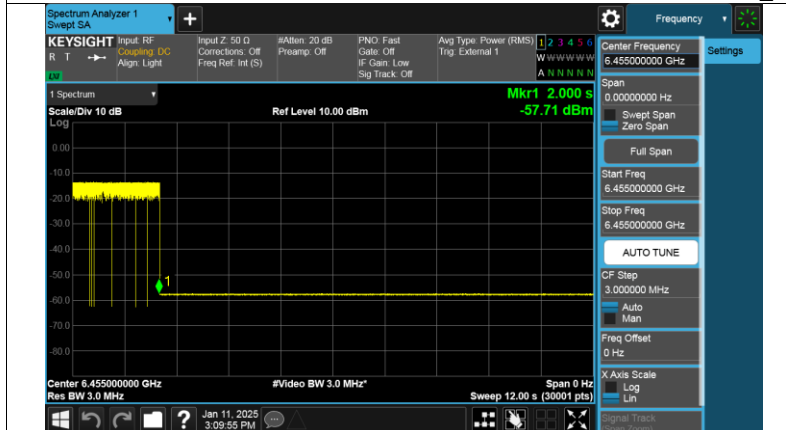 Spectrum Analyzer 1
Swept SA
+
Frequency
KEYSIGHT
R T
LXI
Input: RF
Coupling: DC
Align: Light
Input Z: 50 Ω
Corrections: Off
Freq Ref: Int (S)
#Atten: 20 dB
Preamp: Off
PNO: Fast
Gate: Off
IF Gain: Low
Sig Track: Off
Avg Type: Power (RMS)
Trig: External 1
1 2 3 4 5 6
W W W W W W
A N N N N N
1 Spectrum
Scale/Div 10 dB
Log
Ref Level 10.00 dBm
Mkr1 2.000 s
-57.71 dBm
0.00
-10.0
-20.0
-30.0
-40.0
-50.0
-60.0
-70.0
-80.0
1
Center 6.455000000 GHz
Res BW 3.0 MHz
#Video BW 3.0 MHz*
Span 0 Hz
Sweep 12.00 s (30001 pts)
?
Jan 11, 2025
3:09:55 PM
Center Frequency
6.455000000 GHz
Span
0.00000000 Hz
Swept Span
Zero Span
Full Span
Start Freq
6.455000000 GHz
Stop Freq
6.455000000 GHz
AUTO TUNE
CF Step
3.000000 MHz
Auto
Man
Freq Offset
0 Hz
X Axis Scale
Log
Lin
Signal Track
(Span Zoom)
Settings